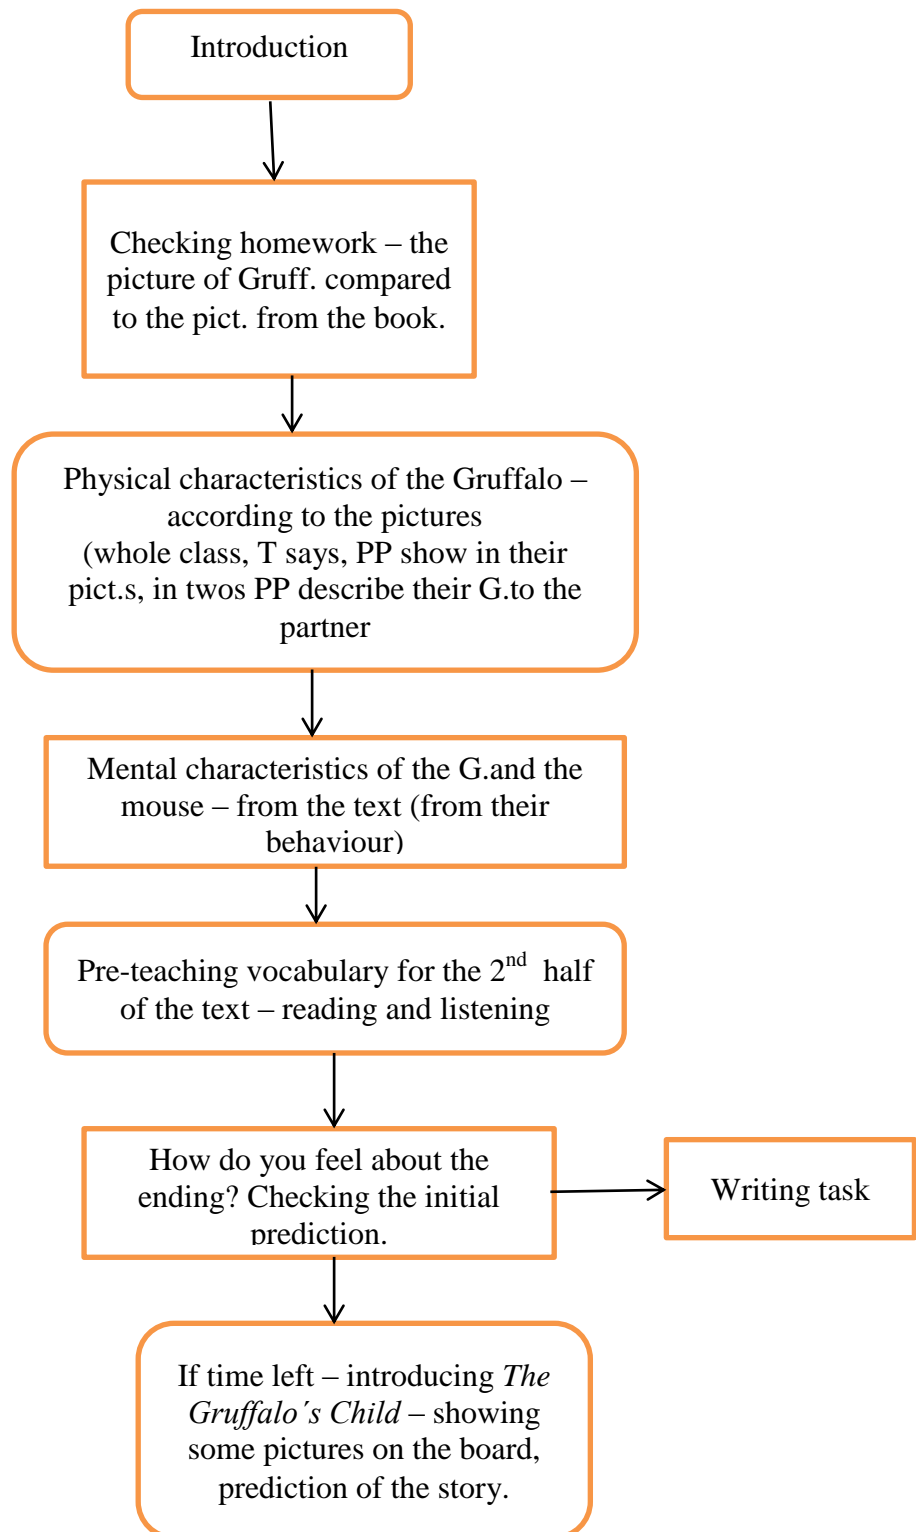 Introduction
Checking homework – the
picture of Gruff. compared
to the pict. from the book.
Physical characteristics of the Gruffalo –
according to the pictures
(whole class, T says, PP show in their
pict.s, in twos PP describe their G.to the
partner
Mental characteristics of the G.and the
mouse – from the text (from their
behaviour)
Pre-teaching vocabulary for the 2nd half
of the text – reading and listening
How do you feel about the
ending? Checking the initial
prediction.
Writing task
If time left – introducing The
Gruffalo´s Child – showing
some pictures on the board,
prediction of the story.